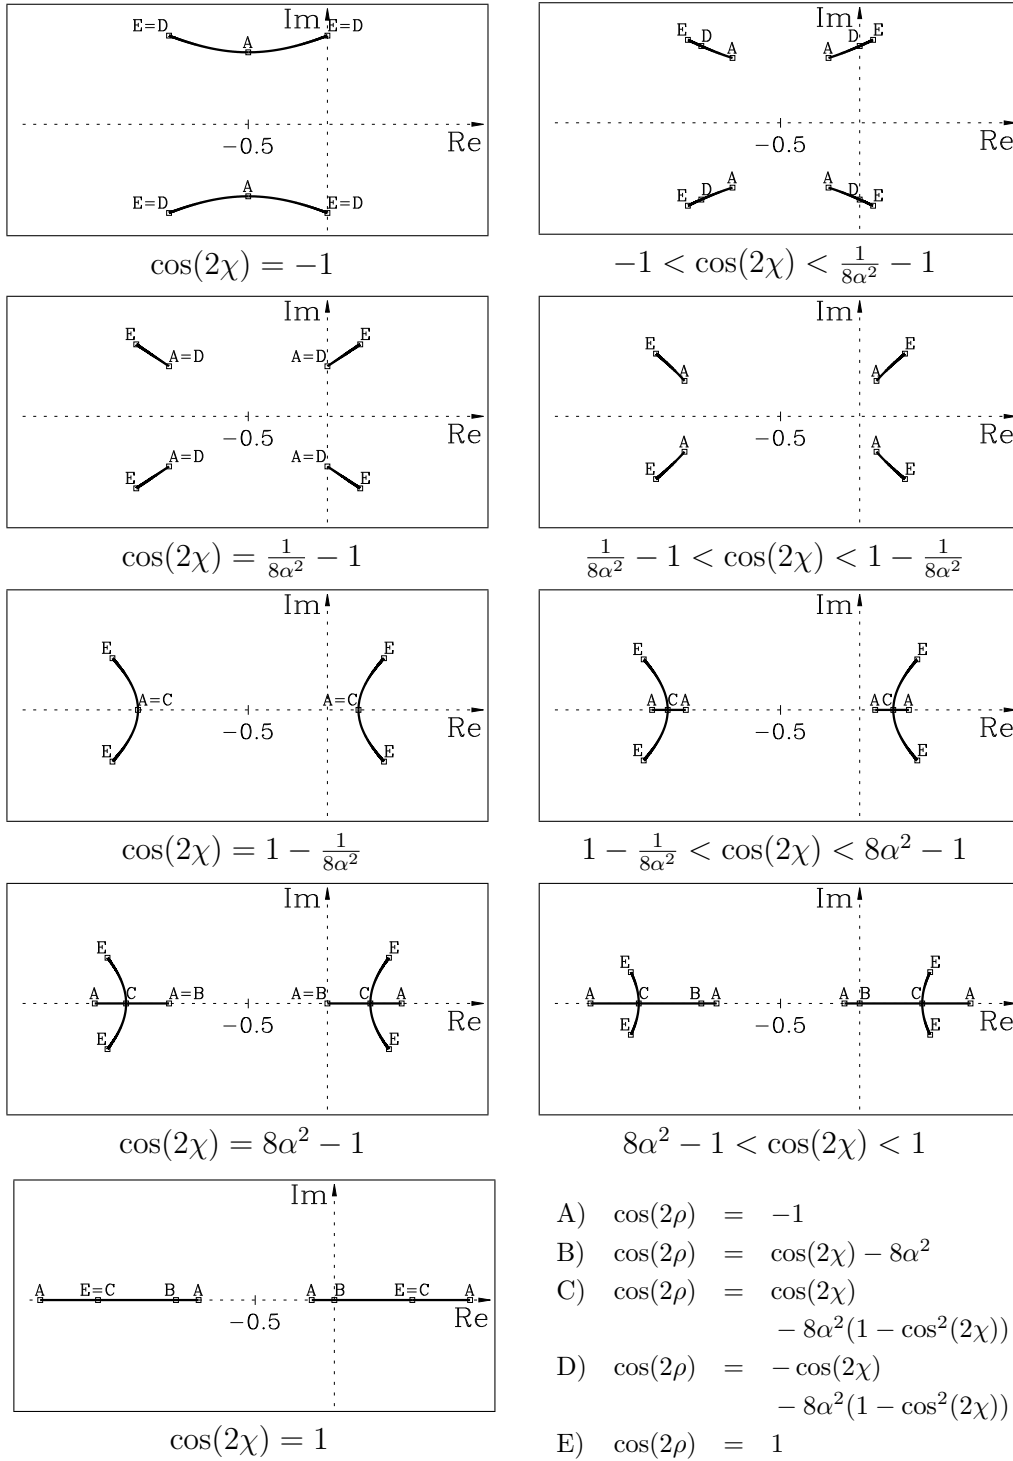 Im
E=D A E=D
-0.5 Re
E=D A E=D
cos(2χ) = −1
Im
E D A A D E
-0.5 Re
E D A A D E
−1 < cos(2χ) < 1/(8α²) − 1
Im
E A=D A=D E
-0.5 Re
E A=D A=D E
cos(2χ) = 1/(8α²) − 1
Im
E A A E
-0.5 Re
E A A E
1/(8α²) − 1 < cos(2χ) < 1 − 1/(8α²)
Im
E E
A=C A=C
-0.5 Re
E E
cos(2χ) = 1 − 1/(8α²)
Im
E E
A C A A C A
-0.5 Re
E E
1 − 1/(8α²) < cos(2χ) < 8α² − 1
Im
E E
A C A=B A=B C A
-0.5 Re
E E
cos(2χ) = 8α² − 1
Im
E E
A C B A A B C A
-0.5 Re
E E
8α² − 1 < cos(2χ) < 1
Im
A E=C B A A B E=C A
-0.5 Re
cos(2χ) = 1
A) cos(2ρ) = −1
B) cos(2ρ) = cos(2χ) − 8α²
C) cos(2ρ) = cos(2χ)
− 8α²(1 − cos²(2χ))
D) cos(2ρ) = − cos(2χ)
− 8α²(1 − cos²(2χ))
E) cos(2ρ) = 1